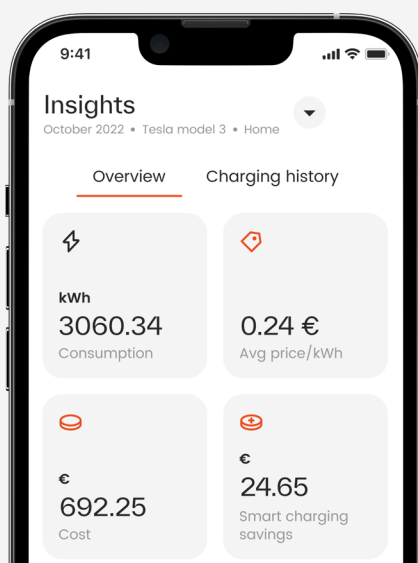 9:41
Insights
October 2022 • Tesla model 3 • Home
Overview
Charging history
kWh
3060.34
Consumption
0.24 €
Avg price/kWh
€
692.25
Cost
€
24.65
Smart charging
savings